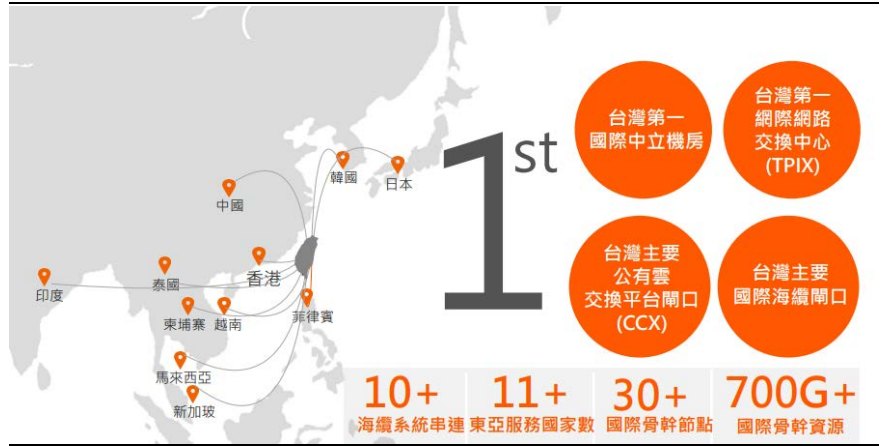 韓國
日本
中國
香港
印度
泰國
柬埔寨
越南
菲律賓
馬來西亞
新加坡
1st
台灣第一
國際中立機房
台灣第一
網際網路
交換中心
(TPIX)
台灣主要
公有雲
交換平台閘口
(CCX)
台灣主要
國際海纜閘口
10+
海纜系統串連
11+
東亞服務國家數
30+
國際骨幹節點
700G+
國際骨幹資源